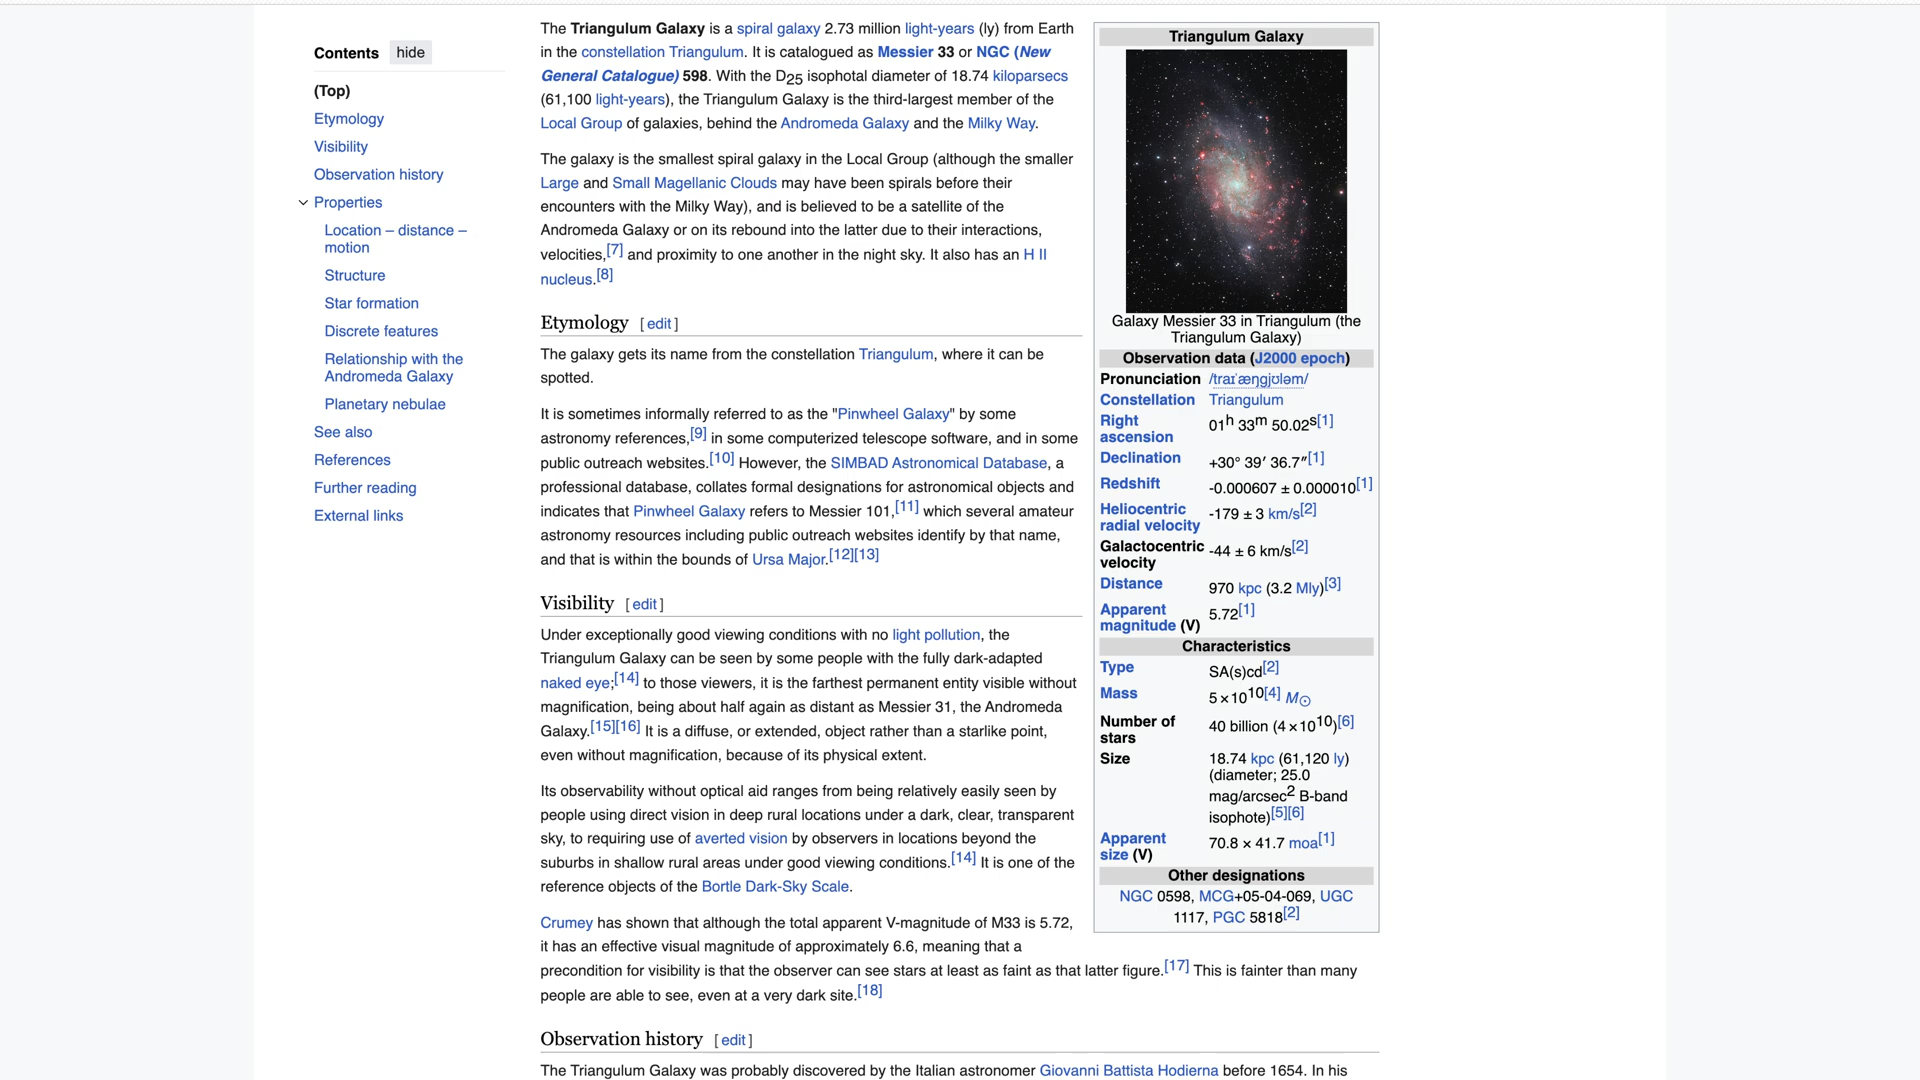 Contents hide
(Top)
Etymology
Visibility
Observation history
Properties
Location – distance –
motion
Structure
Star formation
Discrete features
Relationship with the
Andromeda Galaxy
Planetary nebulae
See also
References
Further reading
External links
The Triangulum Galaxy is a spiral galaxy 2.73 million light-years (ly) from Earth
in the constellation Triangulum. It is catalogued as Messier 33 or NGC (New
General Catalogue) 598. With the D25 isophotal diameter of 18.74 kiloparsecs
(61,100 light-years), the Triangulum Galaxy is the third-largest member of the
Local Group of galaxies, behind the Andromeda Galaxy and the Milky Way.
The galaxy is the smallest spiral galaxy in the Local Group (although the smaller
Large and Small Magellanic Clouds may have been spirals before their
encounters with the Milky Way), and is believed to be a satellite of the
Andromeda Galaxy or on its rebound into the latter due to their interactions,
velocities,[7] and proximity to one another in the night sky. It also has an H II
nucleus.[8]
Etymology [ edit ]
The galaxy gets its name from the constellation Triangulum, where it can be
spotted.
It is sometimes informally referred to as the "Pinwheel Galaxy" by some
astronomy references,[9] in some computerized telescope software, and in some
public outreach websites.[10] However, the SIMBAD Astronomical Database, a
professional database, collates formal designations for astronomical objects and
indicates that Pinwheel Galaxy refers to Messier 101,[11] which several amateur
astronomy resources including public outreach websites identify by that name,
and that is within the bounds of Ursa Major.[12][13]
Visibility [ edit ]
Under exceptionally good viewing conditions with no light pollution, the
Triangulum Galaxy can be seen by some people with the fully dark-adapted
naked eye;[14] to those viewers, it is the farthest permanent entity visible without
magnification, being about half again as distant as Messier 31, the Andromeda
Galaxy.[15][16] It is a diffuse, or extended, object rather than a starlike point,
even without magnification, because of its physical extent.
Its observability without optical aid ranges from being relatively easily seen by
people using direct vision in deep rural locations under a dark, clear, transparent
sky, to requiring use of averted vision by observers in locations beyond the
suburbs in shallow rural areas under good viewing conditions.[14] It is one of the
reference objects of the Bortle Dark-Sky Scale.
Crumey has shown that although the total apparent V-magnitude of M33 is 5.72,
it has an effective visual magnitude of approximately 6.6, meaning that a
precondition for visibility is that the observer can see stars at least as faint as that latter figure.[17] This is fainter than many
people are able to see, even at a very dark site.[18]
Observation history [ edit ]
The Triangulum Galaxy was probably discovered by the Italian astronomer Giovanni Battista Hodierna before 1654. In his
Triangulum Galaxy
Galaxy Messier 33 in Triangulum (the
Triangulum Galaxy)
Observation data (J2000 epoch)
Pronunciation /traɪˈæŋɡjʊləm/
Constellation Triangulum
Right
ascension 01h 33m 50.02s[1]
Declination +30° 39′ 36.7″[1]
Redshift -0.000607 ± 0.000010[1]
Heliocentric
radial velocity -179 ± 3 km/s[2]
Galactocentric
velocity -44 ± 6 km/s[2]
Distance 970 kpc (3.2 Mly)[3]
Apparent
magnitude (V) 5.72[1]
Characteristics
Type SA(s)cd[2]
Mass 5×10^10[4] M☉
Number of
stars 40 billion (4×10^10)[6]
Size 18.74 kpc (61,120 ly)
(diameter; 25.0
mag/arcsec2 B-band
isophote)[5][6]
Apparent
size (V) 70.8 × 41.7 moa[1]
Other designations
NGC 0598, MCG+05-04-069, UGC
1117, PGC 5818[2]